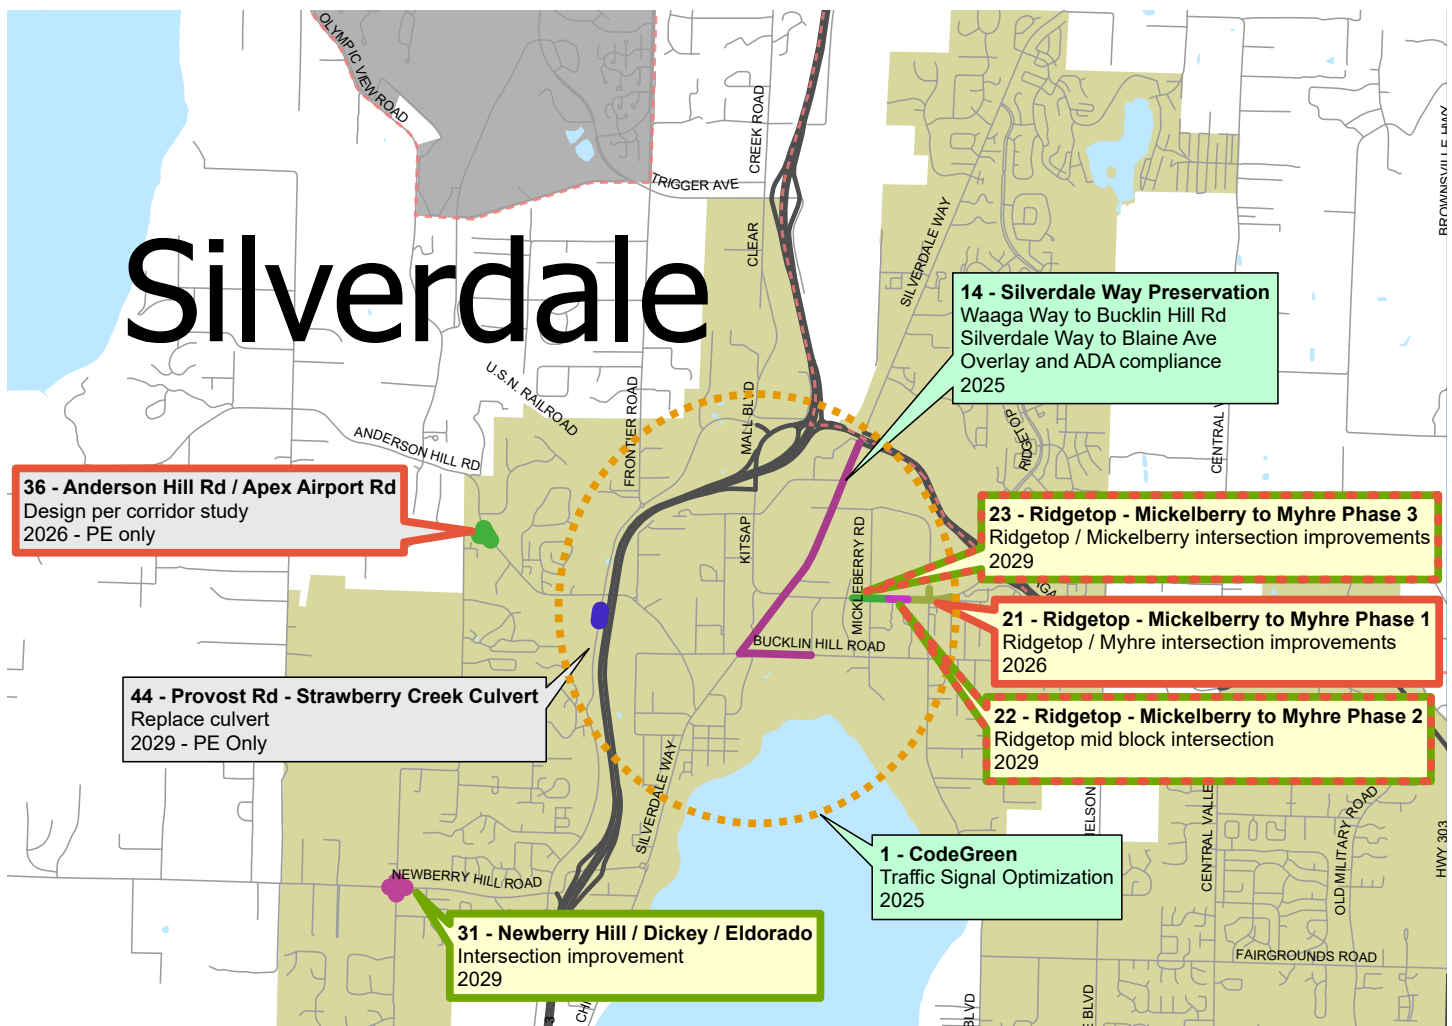 OLYMPIC VIEW ROAD
CREEK ROAD
TRIGGER AVE
BROWNSVILLE HWY
CLEAR
SILVERDALE WAY
Silverdale
14 - Silverdale Way Preservation
Waaga Way to Bucklin Hill Rd
Silverdale Way to Blaine Ave
Overlay and ADA compliance
2025
U.S.N. RAILROAD
FRONTIER ROAD
MALL BLVD
ANDERSON HILL RD
RIDGETOP
CENTRAL V
36 - Anderson Hill Rd / Apex Airport Rd
Design per corridor study
2026 - PE only
23 - Ridgetop - Mickelberry to Myhre Phase 3
Ridgetop / Mickelberry intersection improvements
2029
KITSAP
MICKLEBERRY RD
GA
21 - Ridgetop - Mickelberry to Myhre Phase 1
Ridgetop / Myhre intersection improvements
2026
BUCKLIN HILL ROAD
44 - Provost Rd - Strawberry Creek Culvert
Replace culvert
2029 - PE Only
22 - Ridgetop - Mickelberry to Myhre Phase 2
Ridgetop mid block intersection
2029
SILVERDALE WAY
NELSON
CENTRAL VALLE
OLD MILITARY ROAD
HWY 303
1 - CodeGreen
Traffic Signal Optimization
2025
NEWBERRY HILL ROAD
31 - Newberry Hill / Dickey / Eldorado
Intersection improvement
2029
FAIRGROUNDS ROAD
3
CHI
BLVD
E BLVD